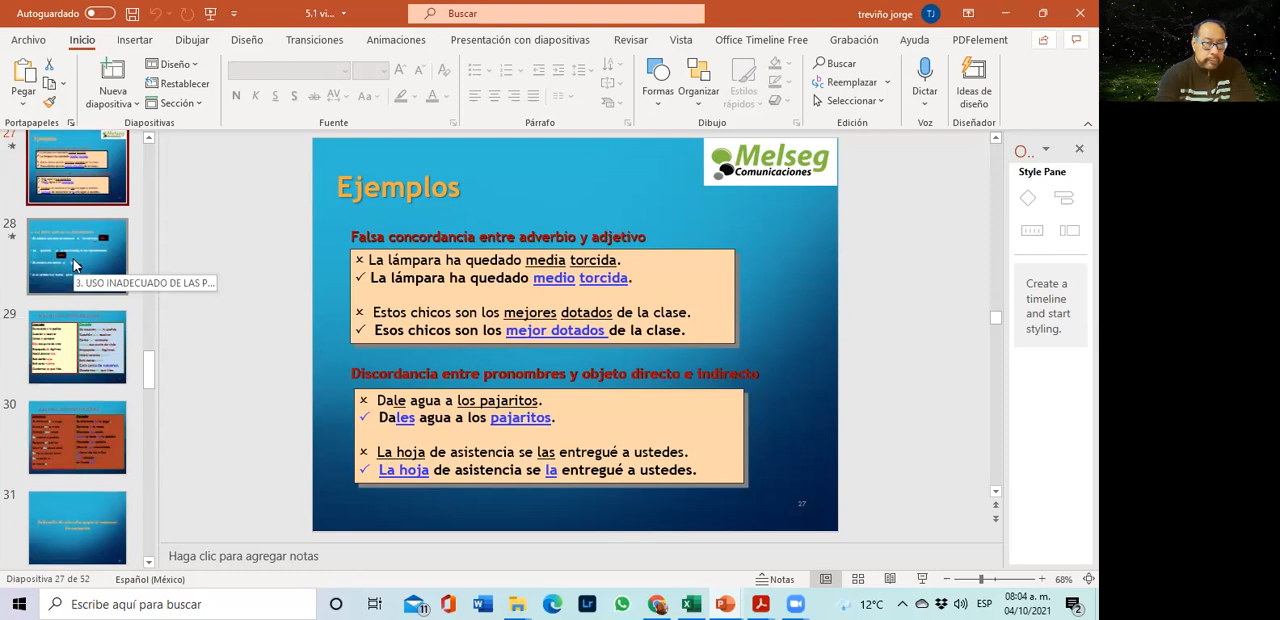 Autoguardado 5.1 vi... Buscar treviño jorge TJ
Archivo Inicio Insertar Dibujar Diseño Transiciones Animaciones Presentación con diapositivas Revisar Vista Office Timeline Free Grabación Ayuda PDFelement
Pegar Nueva diapositiva Diseño Restablecer Sección
N K S S ab AV Aa A
Formas Organizar Estilos rápidos Buscar Reemplazar Seleccionar Dictar Ideas de diseño
Portapapeles Diapositivas Fuente Párrafo Dibujo Edición Voz Diseñador
27
28
3. USO INADECUADO DE LAS P...
29
30
31
Melseg
Comunicaciones
Ejemplos
Falsa concordancia entre adverbio y adjetivo
× La lámpara ha quedado media torcida.
✓ La lámpara ha quedado medio torcida.
× Estos chicos son los mejores dotados de la clase.
✓ Esos chicos son los mejor dotados de la clase.
Discordancia entre pronombres y objeto directo e indirecto
× Dale agua a los pajaritos.
✓ Dales agua a los pajaritos.
× La hoja de asistencia se las entregué a ustedes.
✓ La hoja de asistencia se la entregué a ustedes.
27
O..
Style Pane
Create a
timeline
and start
styling.
Haga clic para agregar notas
Diapositiva 27 de 52 Español (México) Notas 68%
Escribe aquí para buscar 11 12°C ESP 08:04 a. m.
04/10/2021 2